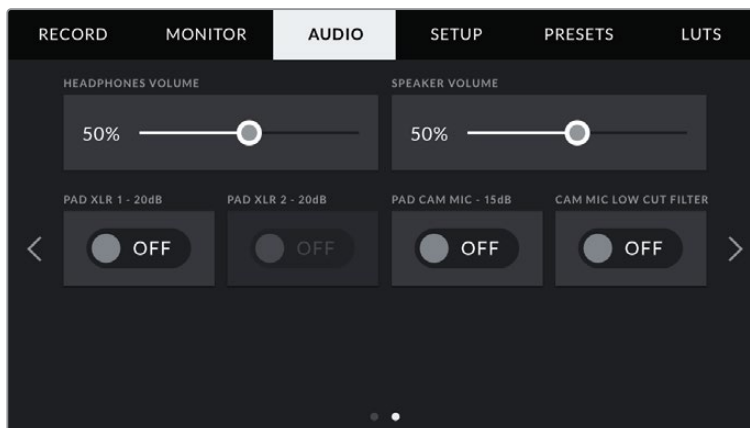 RECORD MONITOR AUDIO SETUP PRESETS LUTS
HEADPHONES VOLUME SPEAKER VOLUME
50% 50%
PAD XLR 1 - 20dB PAD XLR 2 - 20dB PAD CAM MIC - 15dB CAM MIC LOW CUT FILTER
OFF OFF OFF OFF